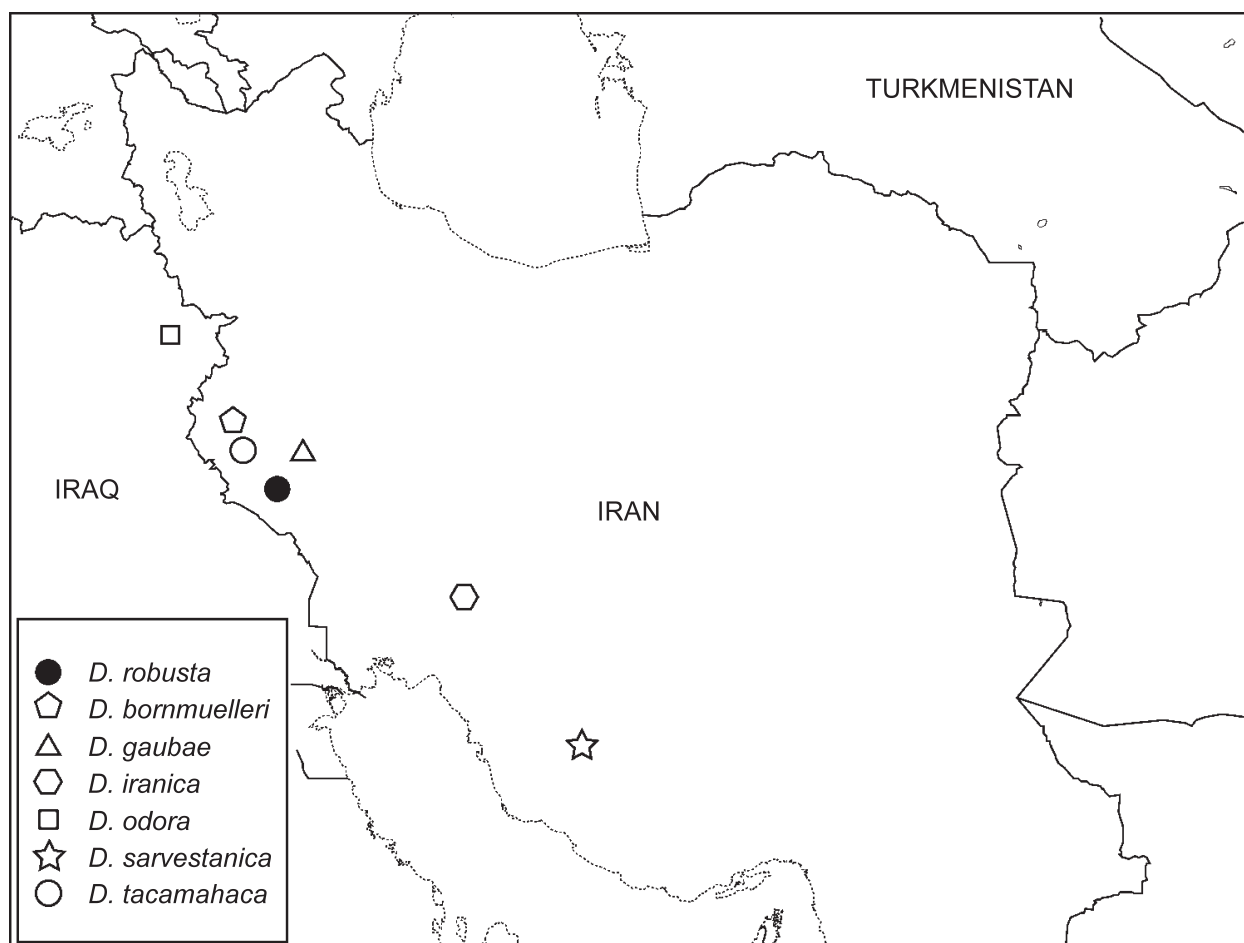 TURKMENISTAN
IRAQ
IRAN
D. robusta
D. bornmuelleri
D. gaubae
D. iranica
D. odora
D. sarvestanica
D. tacamahaca